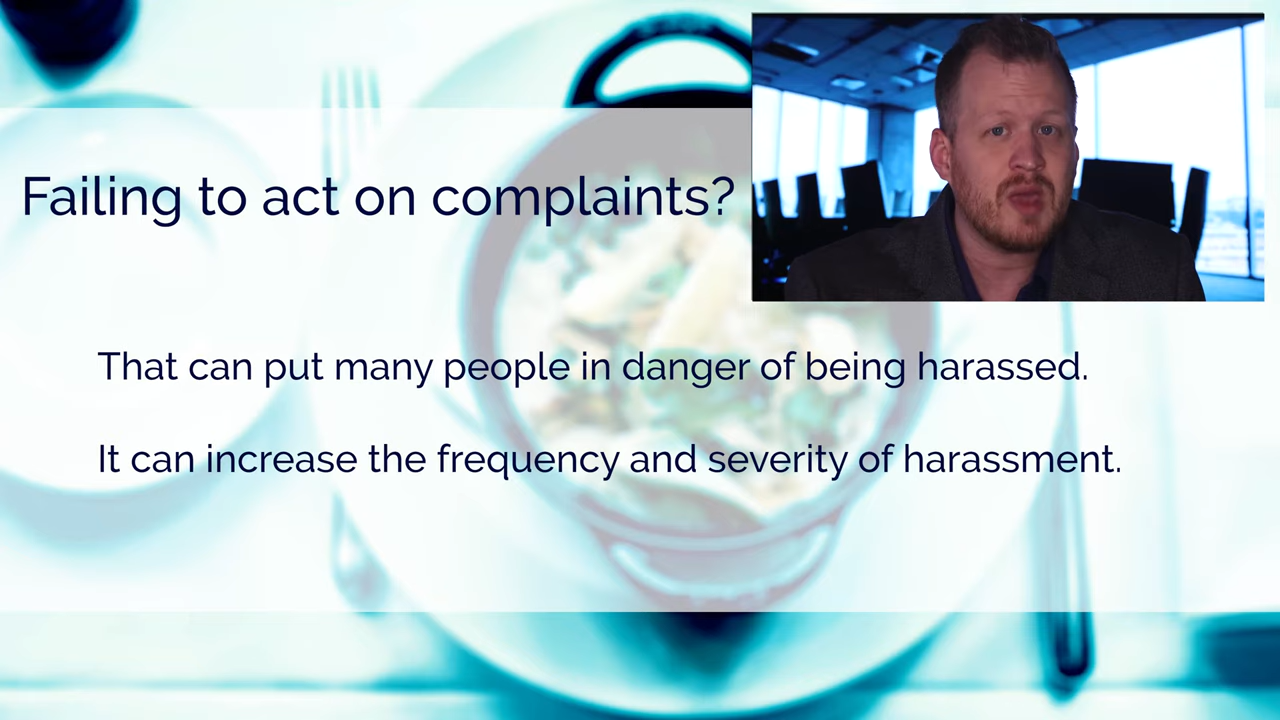 Failing to act on complaints?
That can put many people in danger of being harassed.
It can increase the frequency and severity of harassment.